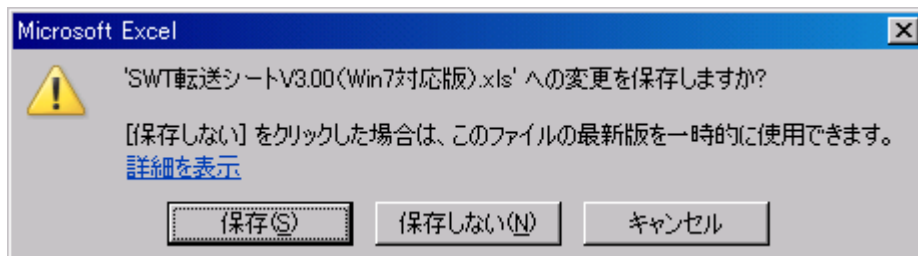 Microsoft Excel
'SWT転送シートV3.00(Win7対応版).xls' への変更を保存しますか?
[保存しない] をクリックした場合は、このファイルの最新版を一時的に使用できます。
詳細を表示
保存(S) 保存しない(N) キャンセル